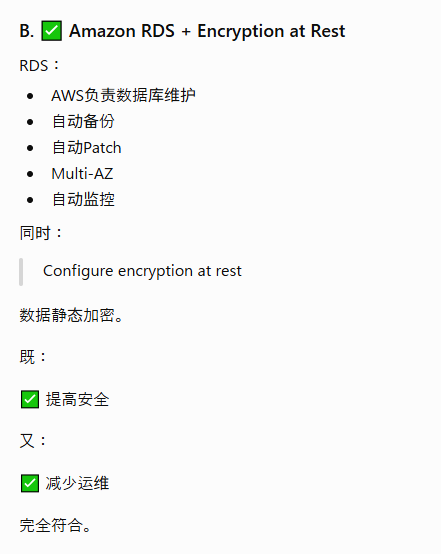 B. ✅ Amazon RDS + Encryption at Rest
RDS：
• AWS负责数据库维护
• 自动备份
• 自动Patch
• Multi-AZ
• 自动监控
同时：
Configure encryption at rest
数据静态加密。
既：
✅ 提高安全
又：
✅ 减少运维
完全符合。